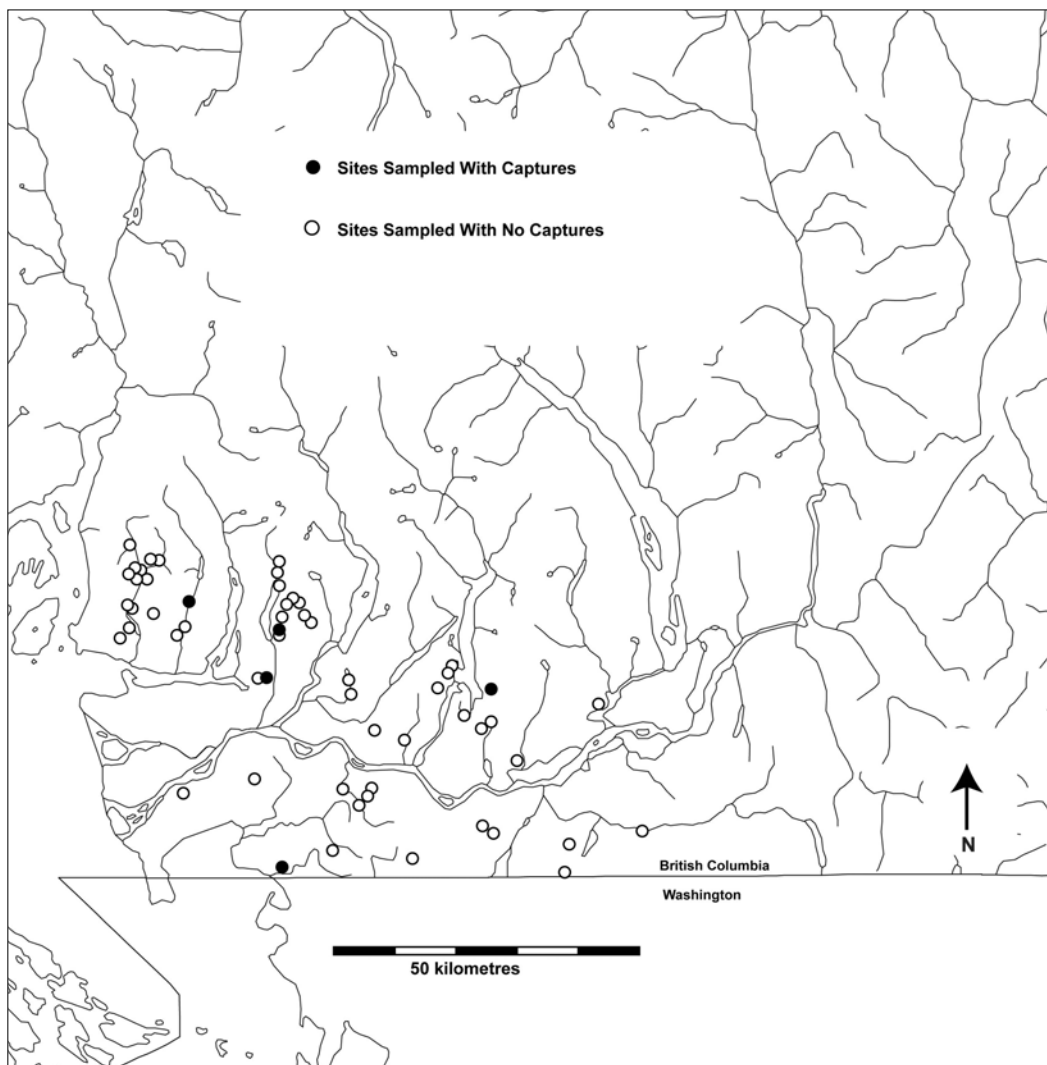 Sites Sampled With Captures
Sites Sampled With No Captures
N
British Columbia
Washington
50 kilometres